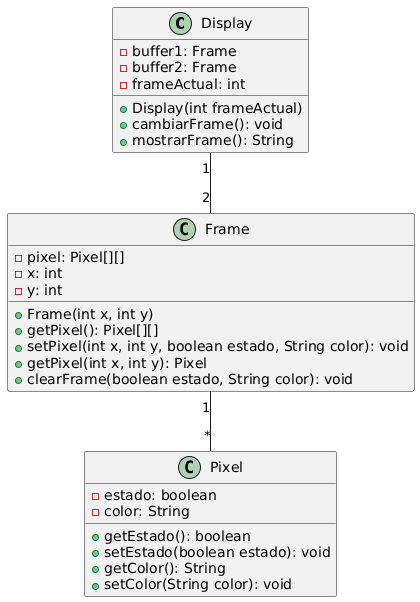 C Display
buffer1: Frame
buffer2: Frame
frameActual: int
Display(int frameActual)
cambiarFrame(): void
mostrarFrame(): String
1
2
C Frame
pixel: Pixel[][]
x: int
y: int
Frame(int x, int y)
getPixel(): Pixel[][]
setPixel(int x, int y, boolean estado, String color): void
getPixel(int x, int y): Pixel
clearFrame(boolean estado, String color): void
1
*
C Pixel
estado: boolean
color: String
getEstado(): boolean
setEstado(boolean estado): void
getColor(): String
setColor(String color): void